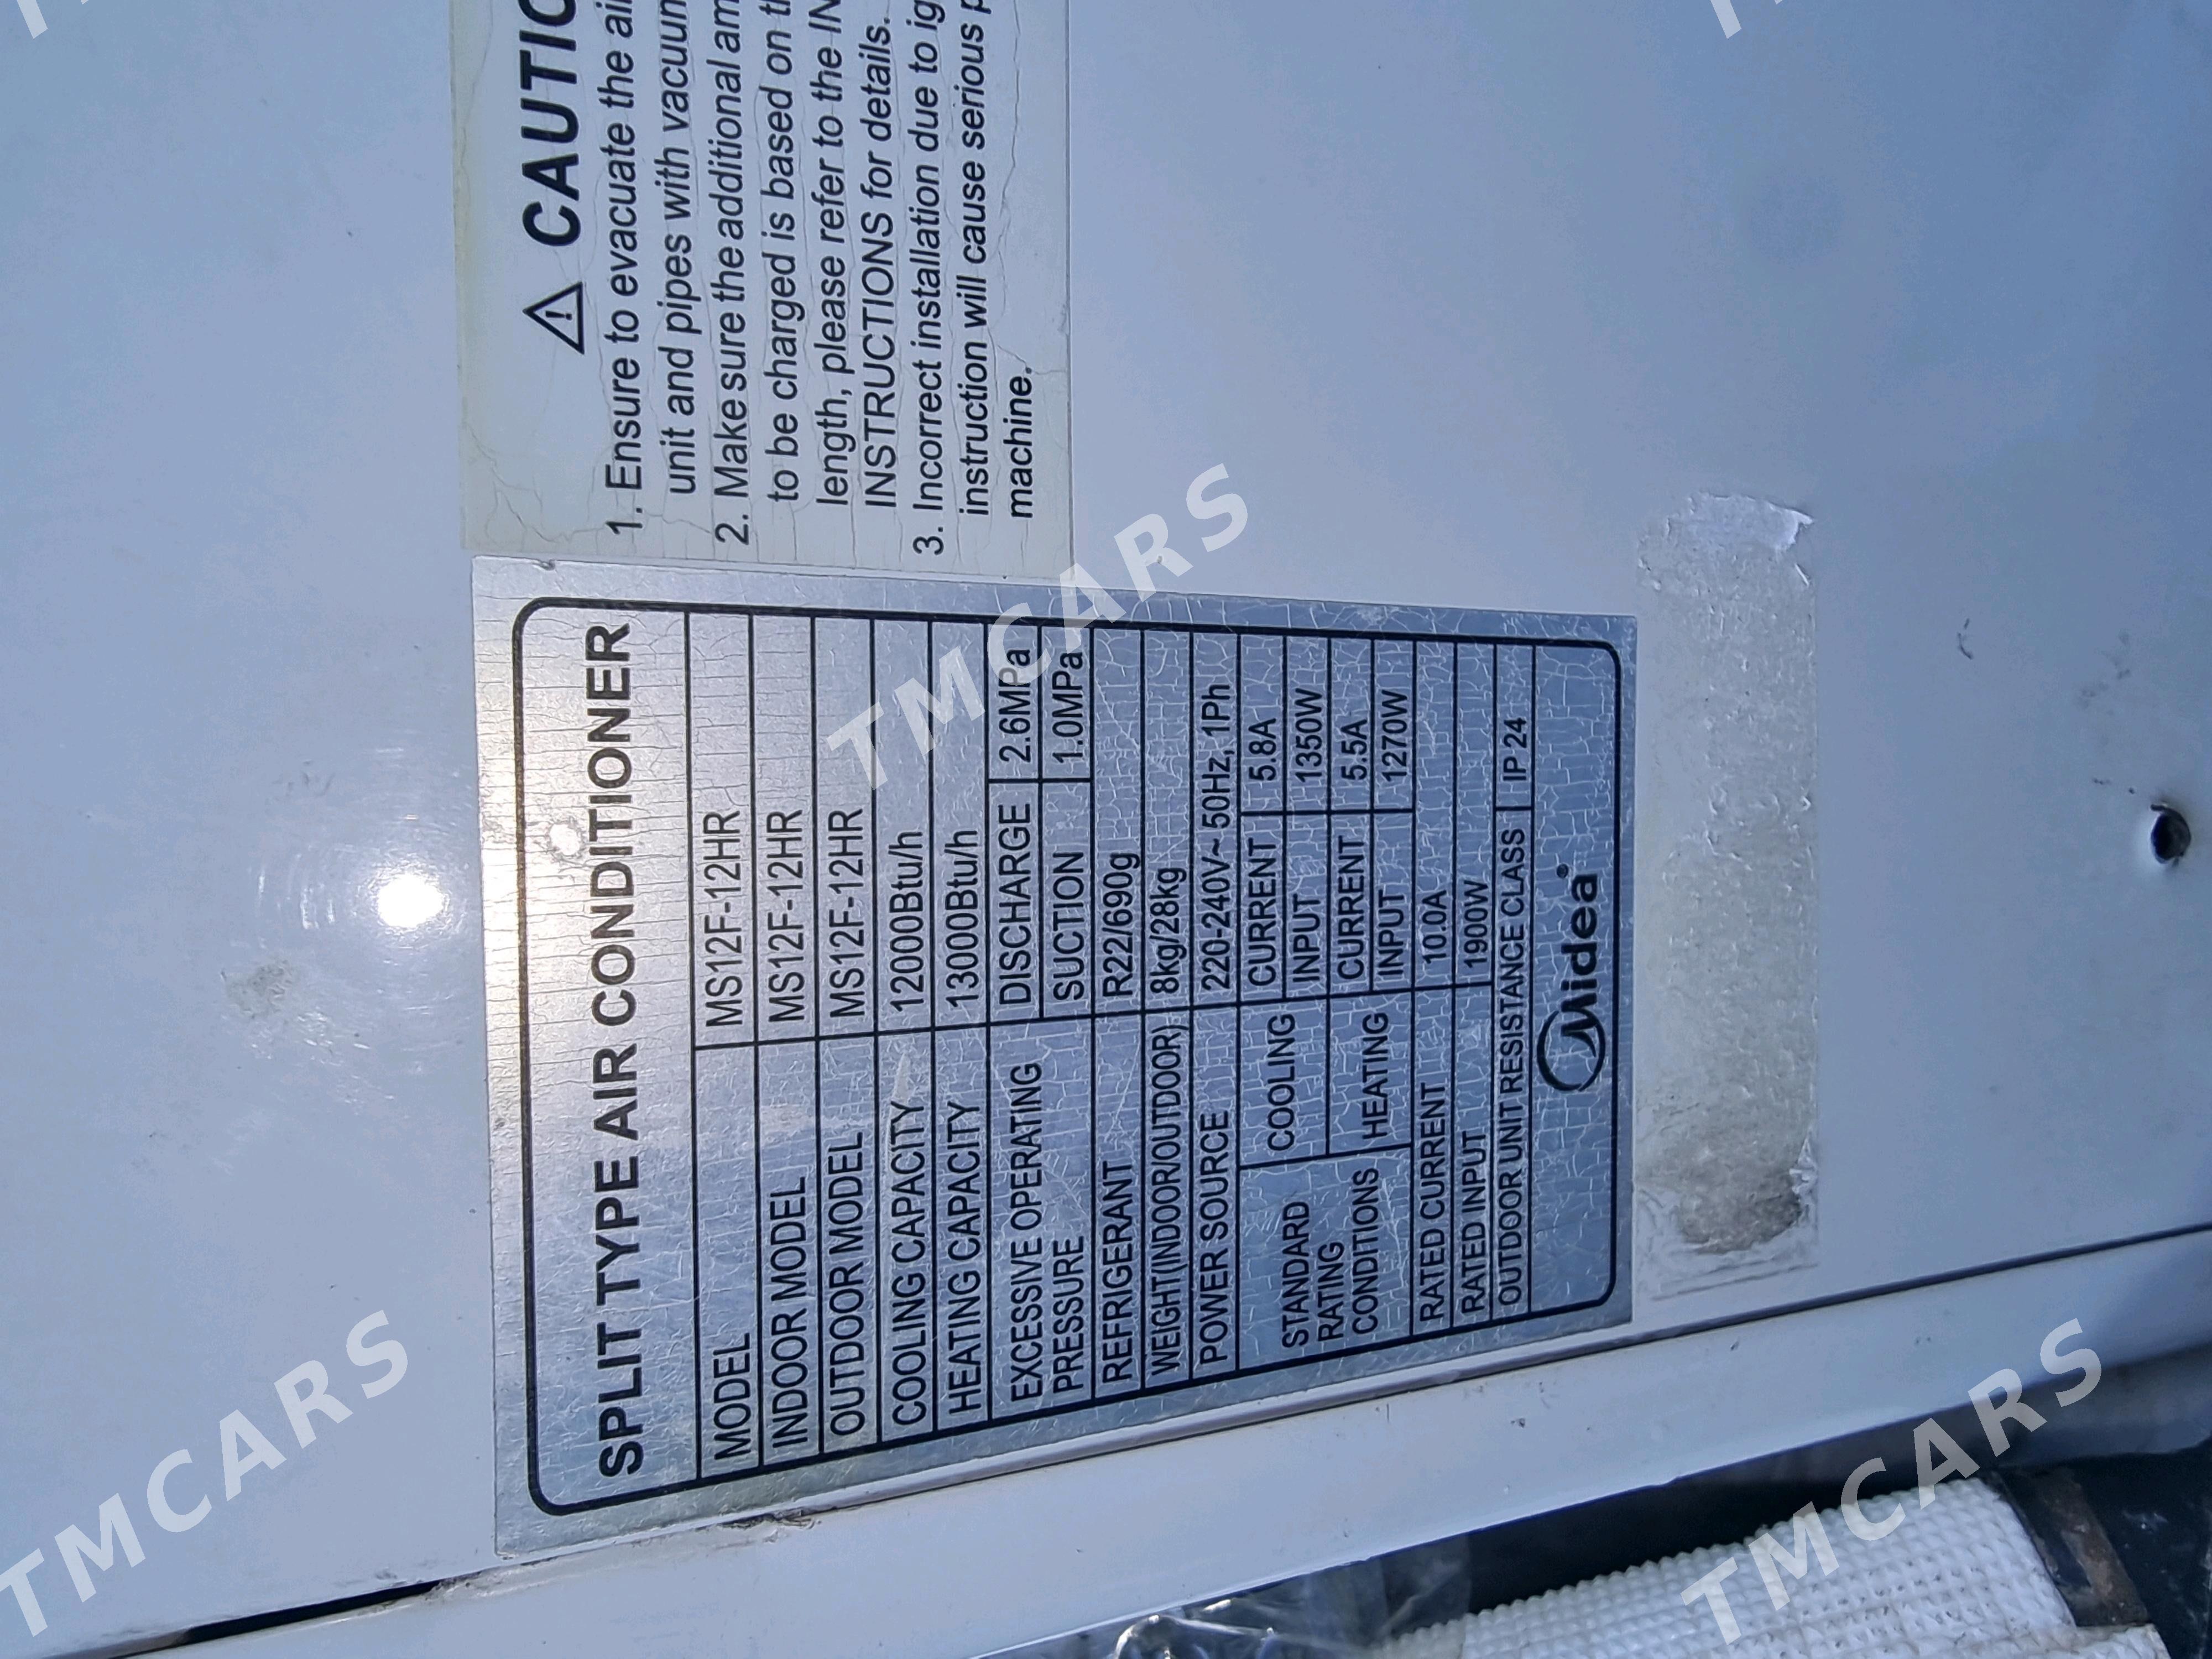 SPLIT TYPE AIR CONDITIONER
MODEL MS12F-12HR
INDOOR MODEL MS12F-12HR
OUTDOOR MODEL MS12F-12HR
COOLING CAPACITY 12000Btu/h
HEATING CAPACITY 13000Btu/h
EXCESSIVE OPERATING PRESSURE DISCHARGE 2.6MPa
SUCTION 1.0MPa
REFRIGERANT R22/690g
WEIGHT(INDOOR/OUTDOOR) 8kg/28kg
POWER SOURCE 220-240V~ 50Hz, 1Ph
STANDARD RATING CONDITIONS COOLING CURRENT 5.8A
INPUT 1350W
HEATING CURRENT 5.5A
INPUT 1270W
RATED CURRENT 10.0A
RATED INPUT 1900W
OUTDOOR UNIT RESISTANCE CLASS IP24
Midea®
1. Ensure to evacuate the
unit and pipes with
2. Make sure the additional
to be charged is based on
length, please refer to the
INSTRUCTIONS for details.
3. Incorrect installation due to
instruction will cause serious
machine.
TMCARS
TMCARS
TMCARS